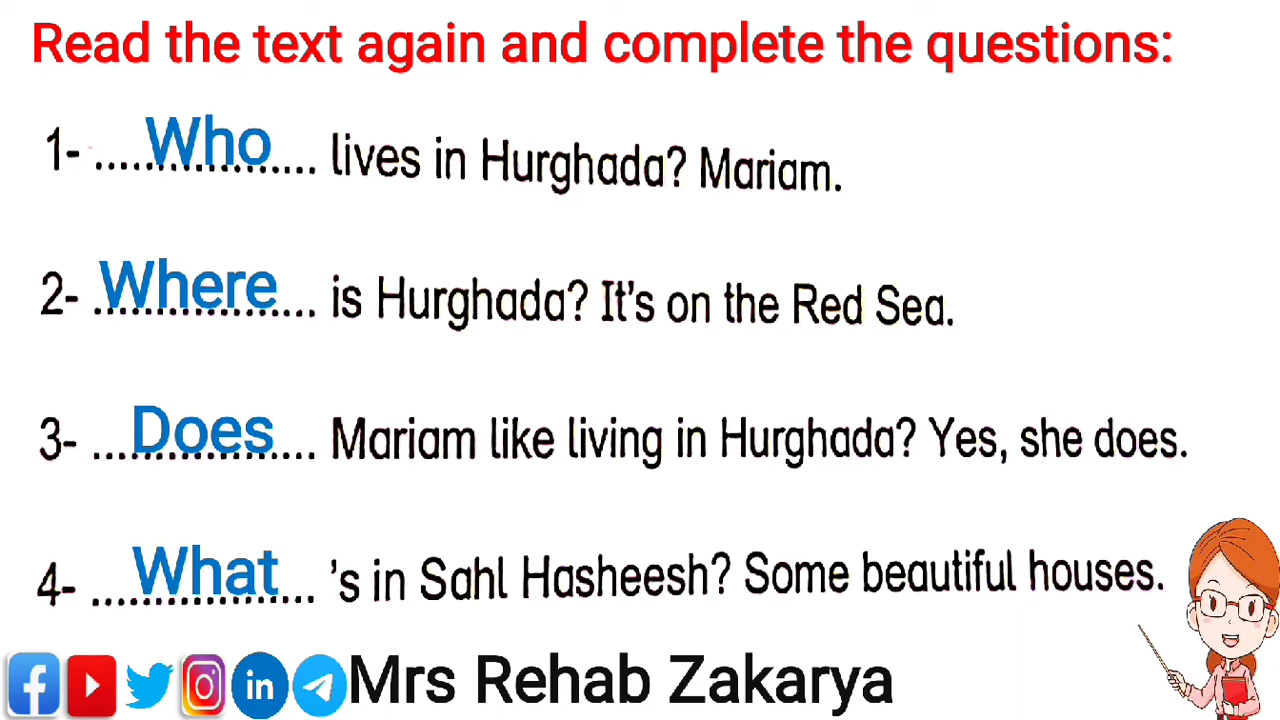 Read the text again and complete the questions:
1- ....Who.... lives in Hurghada? Mariam.
2- ...Where... is Hurghada? It's on the Red Sea.
3- ...Does... Mariam like living in Hurghada? Yes, she does.
4- ...What... 's in Sahl Hasheesh? Some beautiful houses.
Mrs Rehab Zakarya